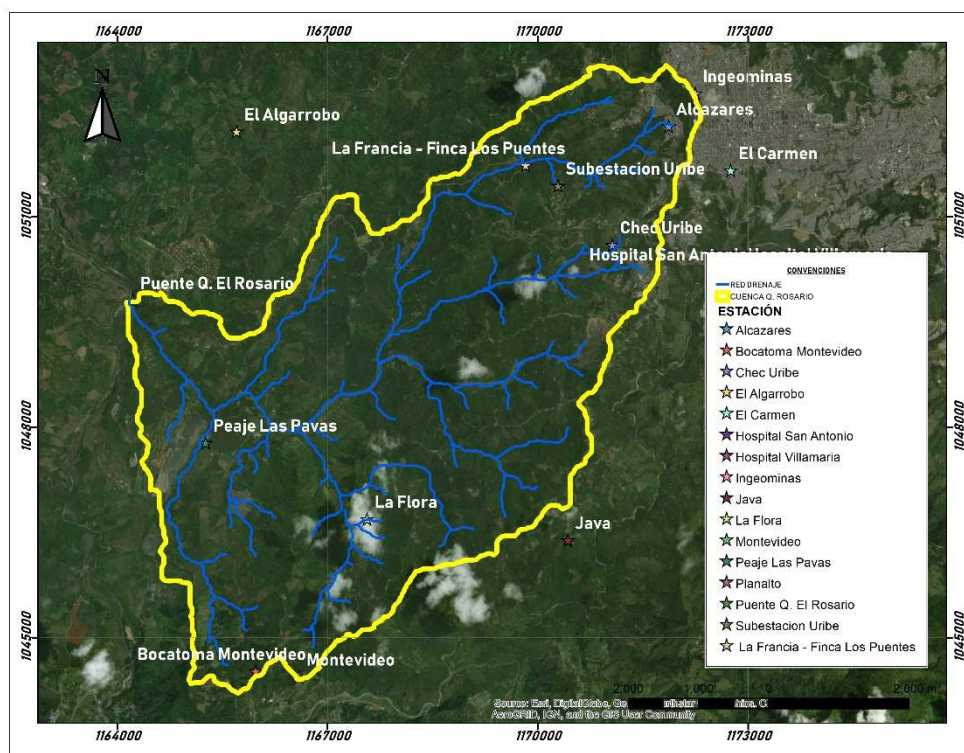 1164000
1167000
1170000
1173000
N
Ingeominas
El Algarrobo
Alcazares
La Francia - Finca Los Puentes
El Carmen
Subestacion Uribe
1051000
1051000
Chec Uribe
Hospital San Antonio
Puente Q. El Rosario
CONVENCIONES
RED DRENAJE
CUENCA Q. ROSARIO
ESTACIÓN
Alcazares
Bocatoma Montevideo
Chec Uribe
El Algarrobo
El Carmen
Hospital San Antonio
Hospital Villamaria
Ingeominas
Java
La Flora
Montevideo
Peaje Las Pavas
Planalto
Puente Q. El Rosario
Subestacion Uribe
La Francia - Finca Los Puentes
1048000
1048000
Peaje Las Pavas
La Flora
Java
1045000
1045000
Bocatoma Montevideo
Montevideo
2,000 1,000 0 2,000 m
Source: Esri, DigitalGlobe,
AeroGRID, IGN, and the GIS User Community
1164000
1167000
1170000
1173000